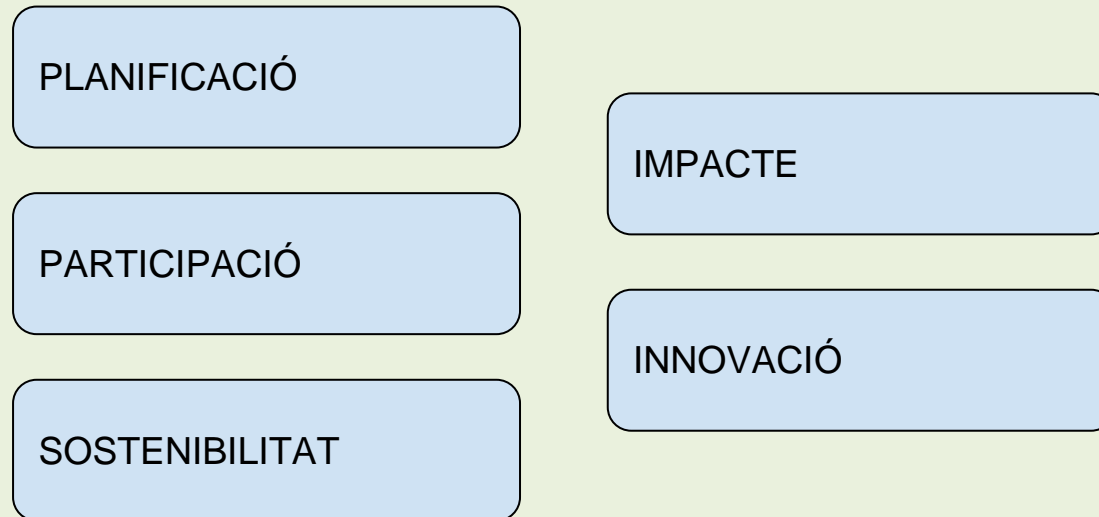 PLANIFICACIÓ
PARTICIPACIÓ
SOSTENIBILITAT
IMPACTE
INNOVACIÓ